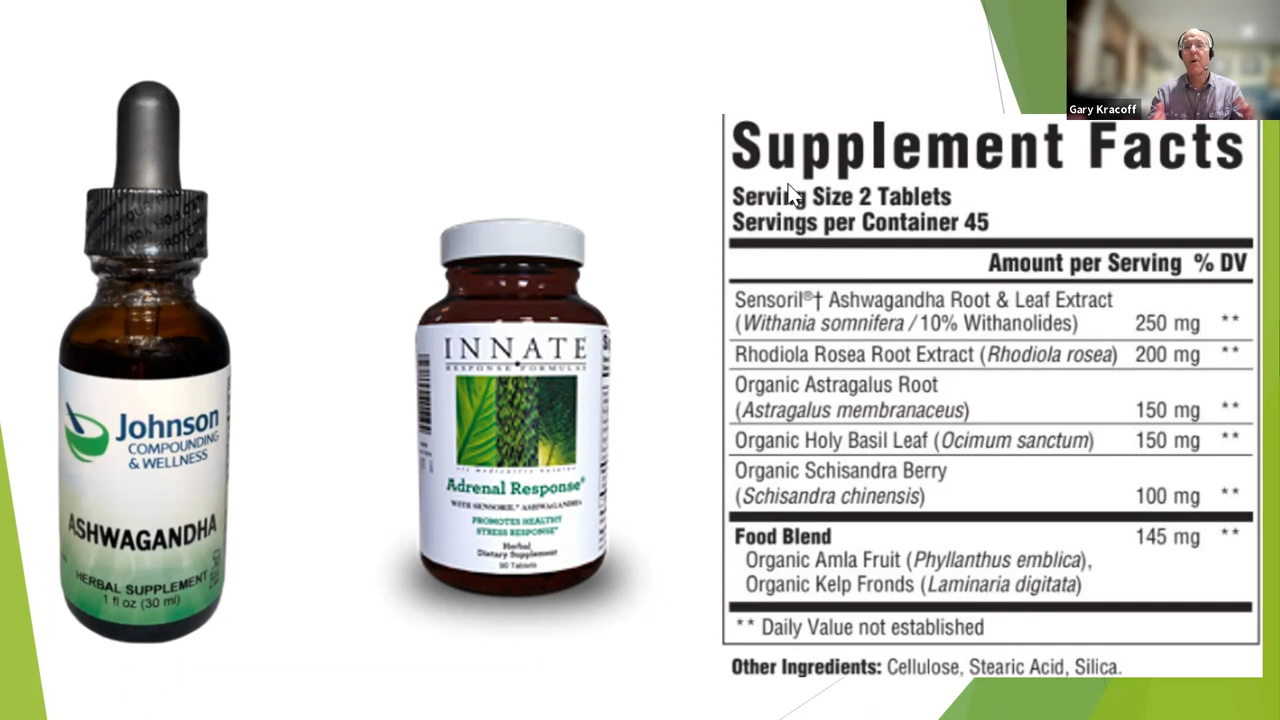 Gary Kracoff
Johnson
COMPOUNDING
& WELLNESS
ASHWAGANDHA
HERBAL SUPPLEMENT
1 fl oz (30 ml)
INNATE
RESPONSE FORMULAS
Adrenal Response®
WITH SENSORIL® ASHWAGANDHA
PROMOTES HEALTHY
STRESS RESPONSE*
Herbal
Dietary Supplement
90 Tablets
Supplement Facts
Serving Size 2 Tablets
Servings per Container 45
Amount per Serving % DV
Sensoril®† Ashwagandha Root & Leaf Extract
(Withania somnifera / 10% Withanolides) 250 mg **
Rhodiola Rosea Root Extract (Rhodiola rosea) 200 mg **
Organic Astragalus Root
(Astragalus membranaceus) 150 mg **
Organic Holy Basil Leaf (Ocimum sanctum) 150 mg **
Organic Schisandra Berry
(Schisandra chinensis) 100 mg **
Food Blend 145 mg **
Organic Amla Fruit (Phyllanthus emblica),
Organic Kelp Fronds (Laminaria digitata)
** Daily Value not established
Other Ingredients: Cellulose, Stearic Acid, Silica.